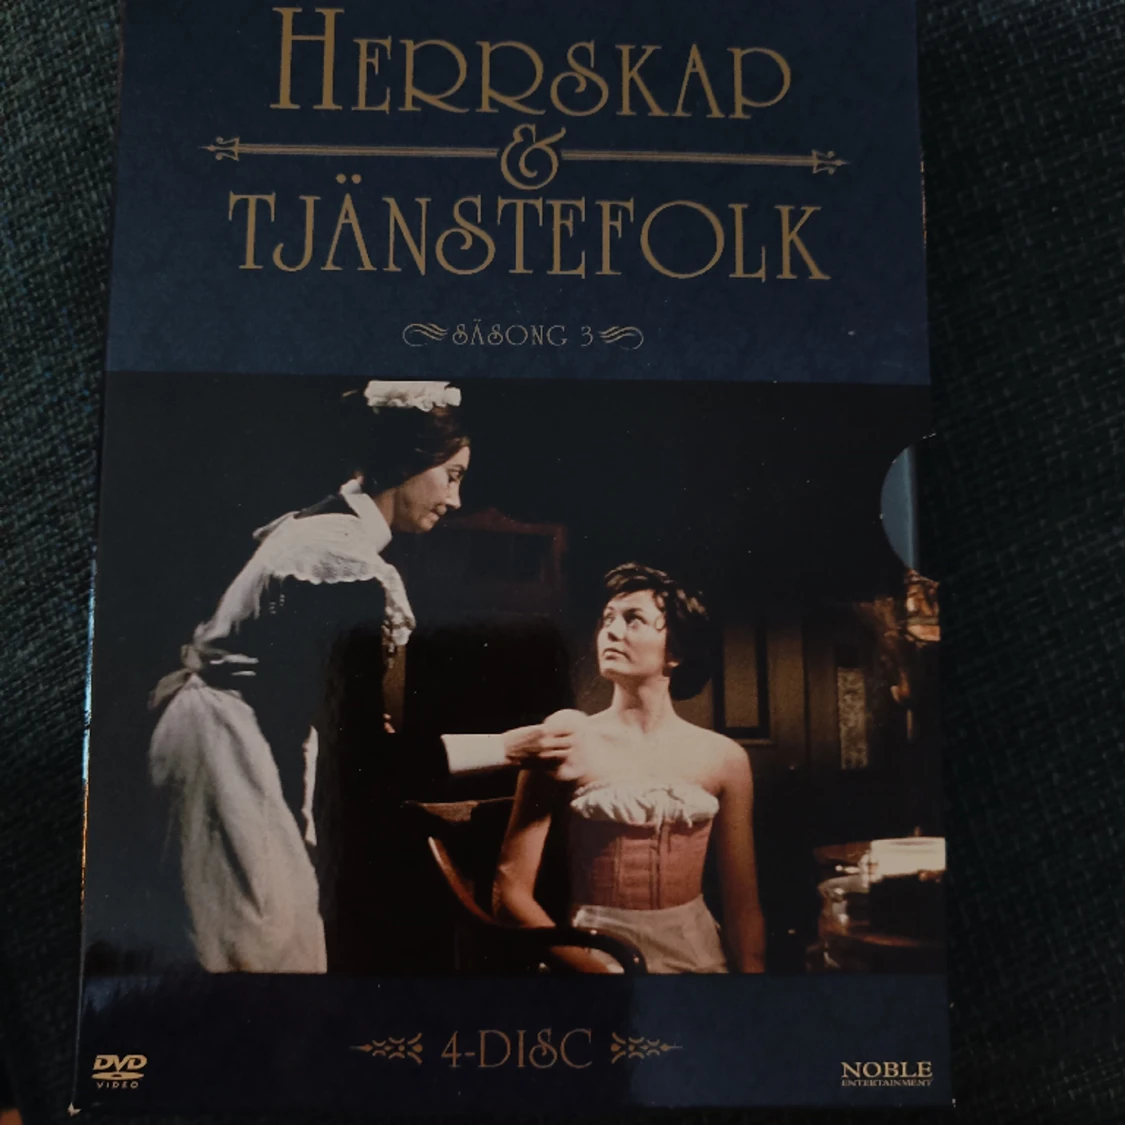 HERRSKAP
&
TJÄNSTEFOLK
SÄSONG 3
4-DISC
DVD
VIDEO
NOBLE
ENTERTAINMENT